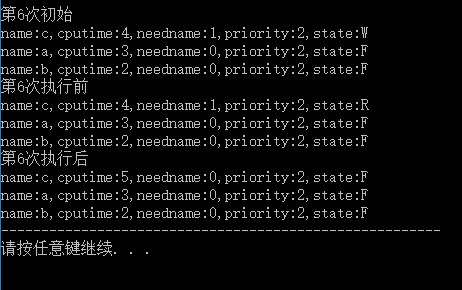 第6次初始
name:c,cputime:4,needname:1,priority:2,state:W
name:a,cputime:3,needname:0,priority:2,state:F
name:b,cputime:2,needname:0,priority:2,state:F
第6次执行前
name:c,cputime:4,needname:1,priority:2,state:R
name:a,cputime:3,needname:0,priority:2,state:F
name:b,cputime:2,needname:0,priority:2,state:F
第6次执行后
name:c,cputime:5,needname:0,priority:2,state:F
name:a,cputime:3,needname:0,priority:2,state:F
name:b,cputime:2,needname:0,priority:2,state:F
-------------------------------------------------------
请按任意键继续. . .